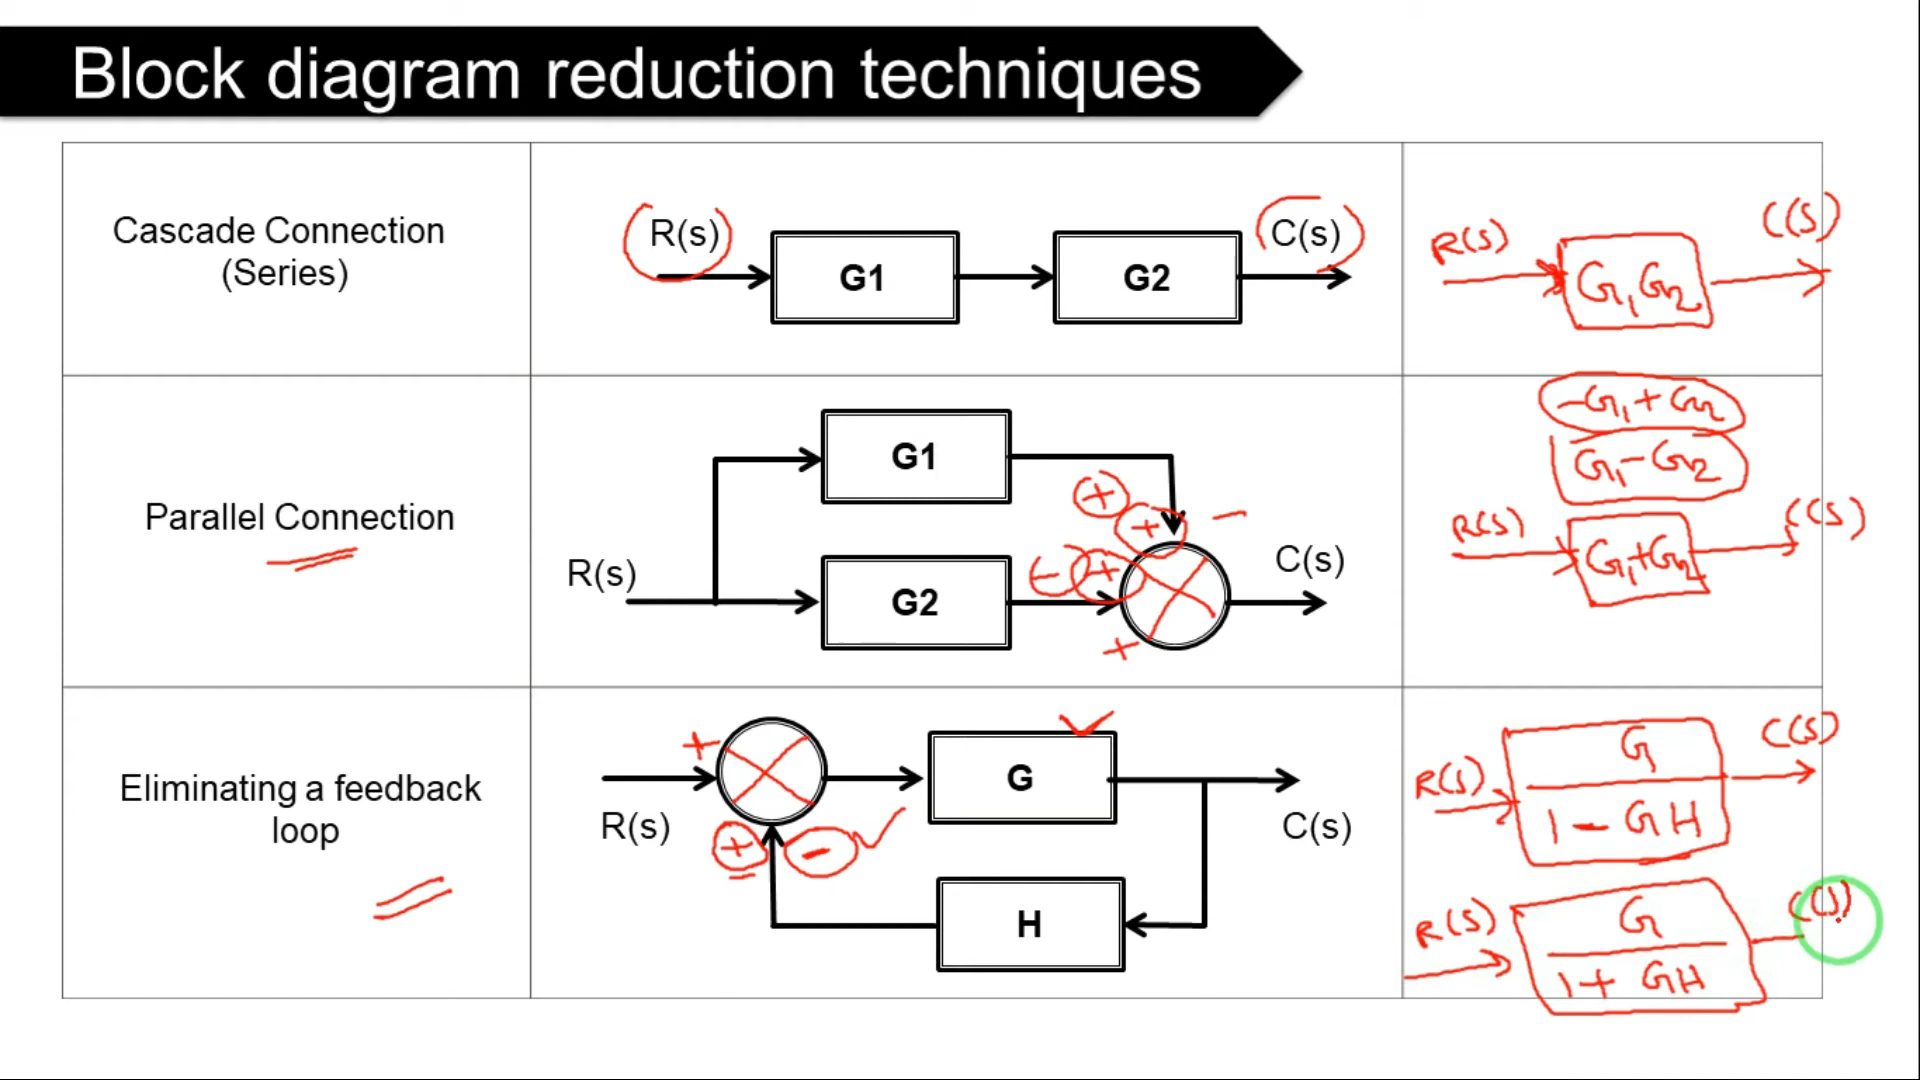 Block diagram reduction techniques
Cascade Connection
(Series)
R(s)
G1
G2
C(s)
R(s)
G1G2
C(s)
Parallel Connection
R(s)
G1
G2
+
+
-
-
+
+
C(s)
-G1+G2
G1-G2
R(s)
G1+G2
C(s)
Eliminating a feedback
loop
+
R(s)
+
-
G
H
C(s)
R(s)
G
1 - GH
C(s)
R(s)
G
1 + GH
C(s)